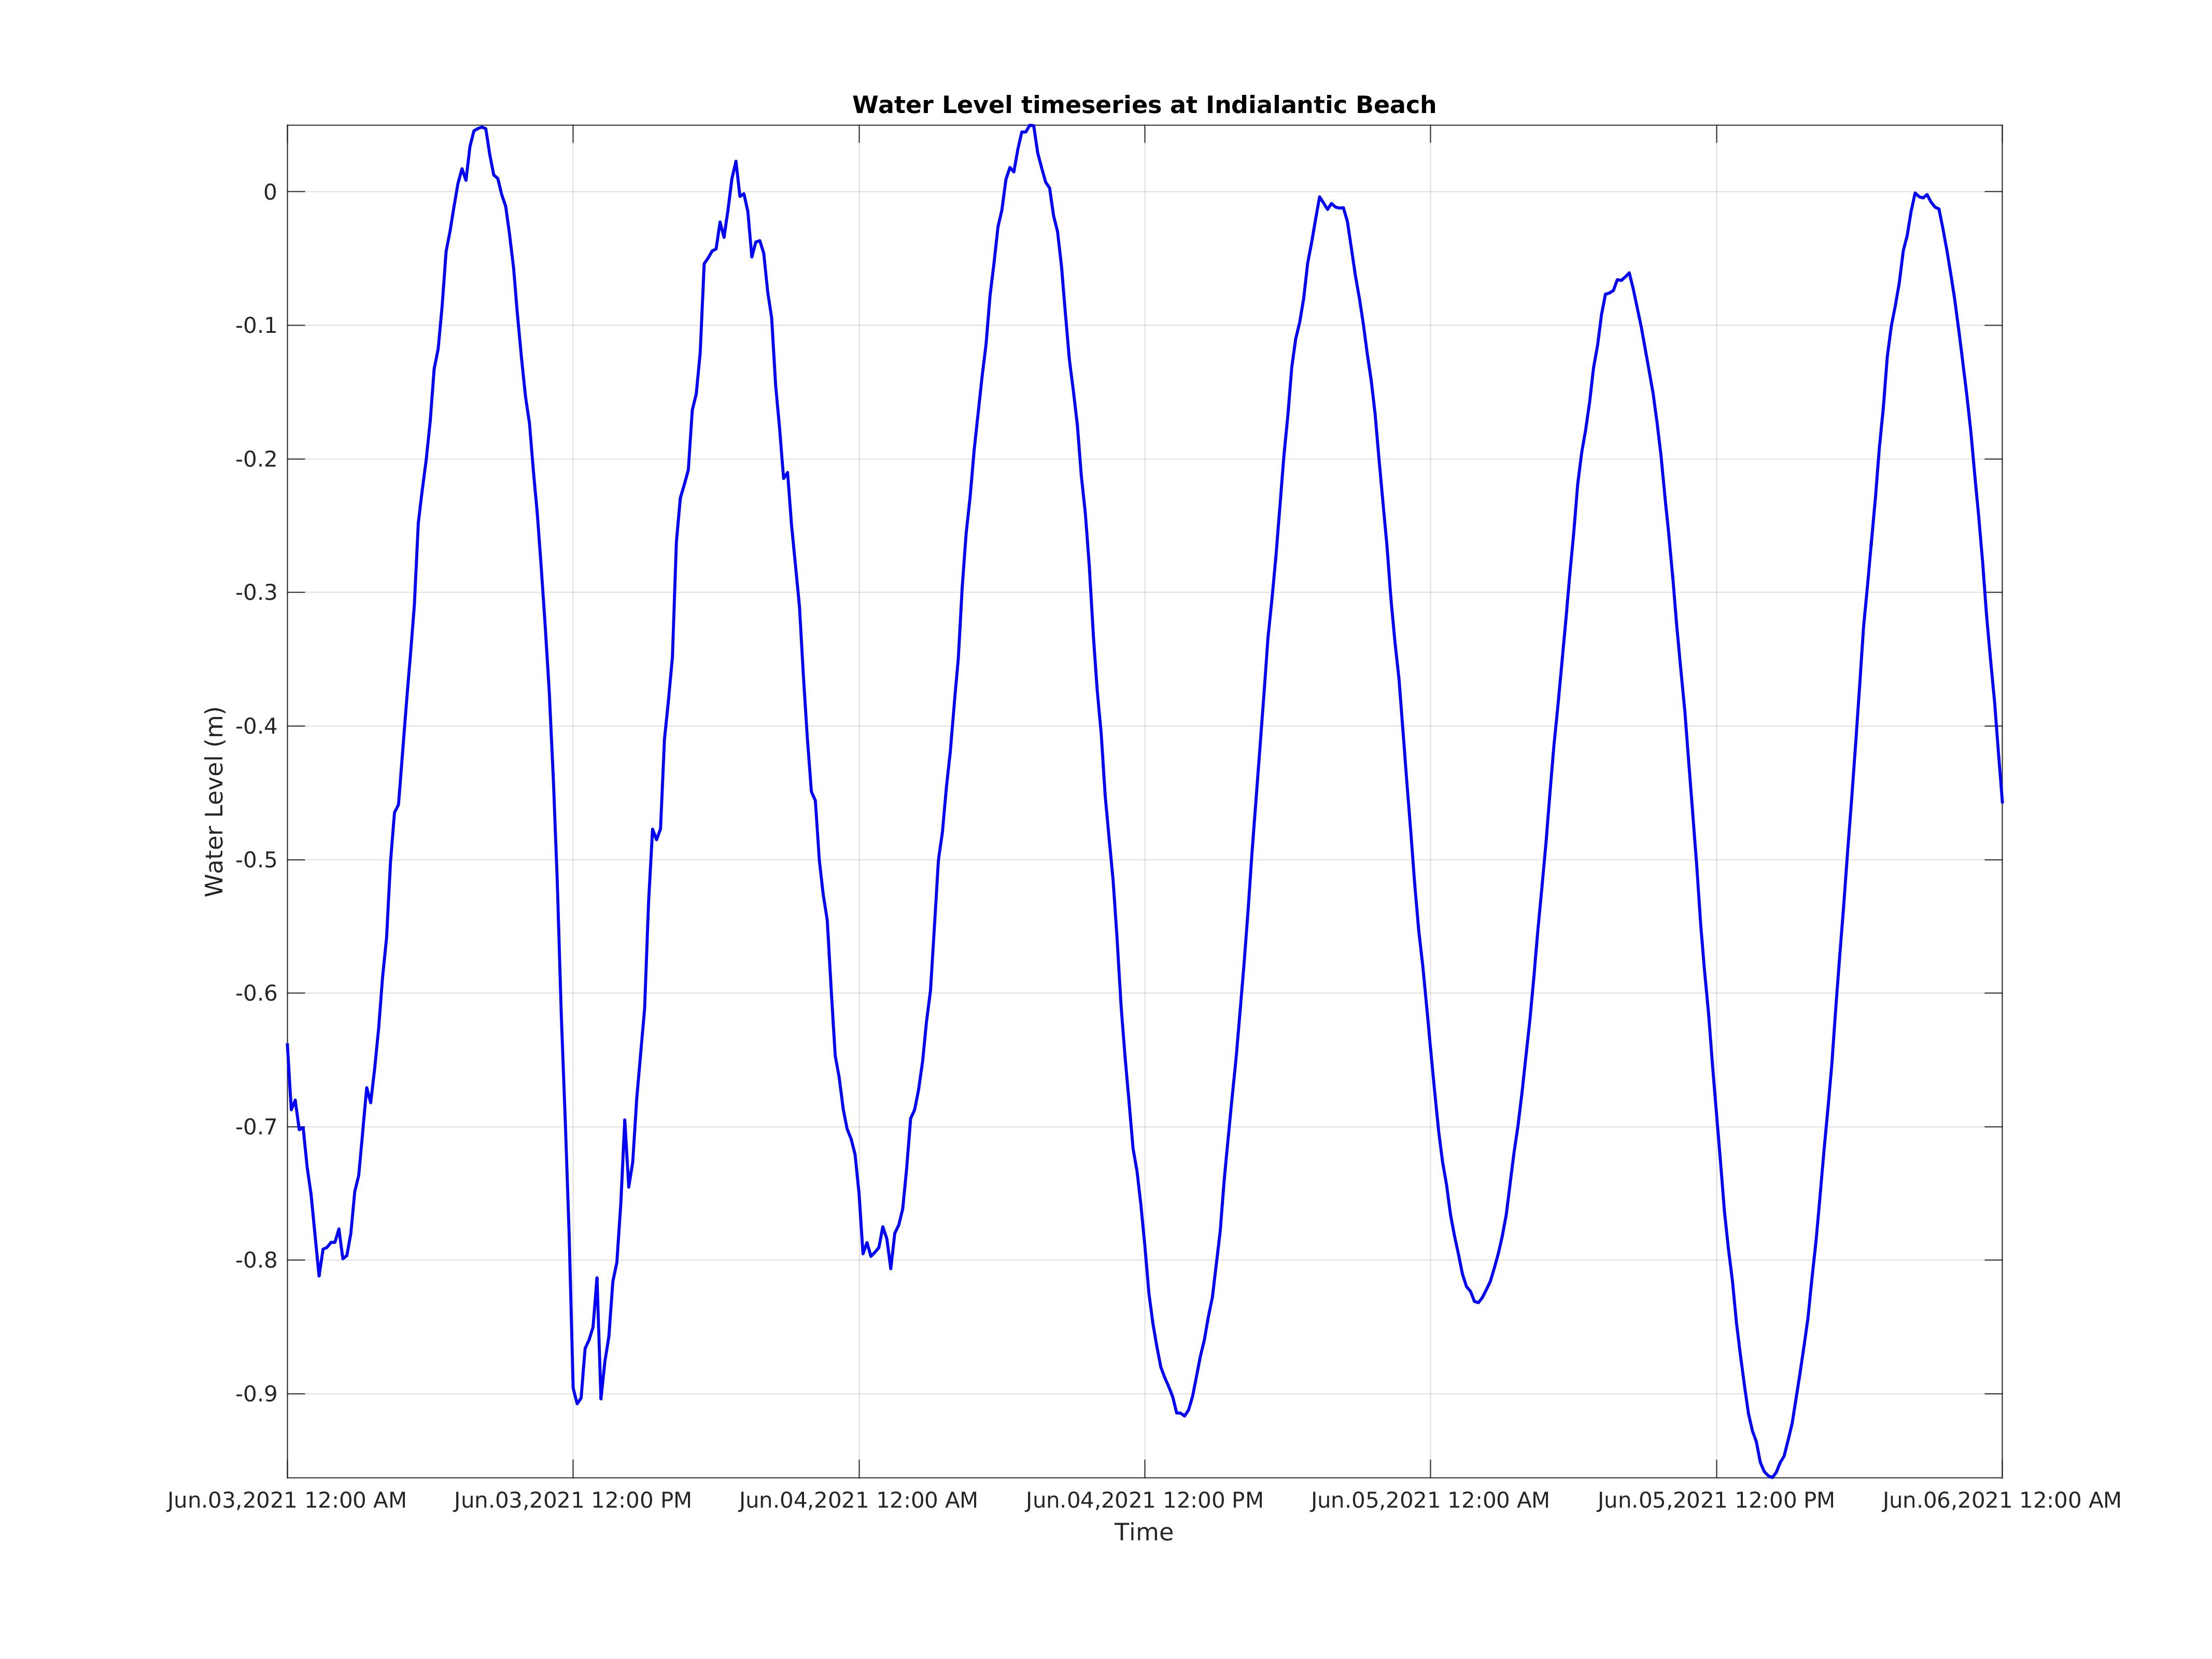 Water Level timeseries at Indialantic Beach
0
-0.1
-0.2
-0.3
-0.4
-0.5
-0.6
-0.7
-0.8
-0.9
Water Level (m)
Jun.03,2021 12:00 AM Jun.03,2021 12:00 PM Jun.04,2021 12:00 AM Jun.04,2021 12:00 PM Jun.05,2021 12:00 AM Jun.05,2021 12:00 PM Jun.06,2021 12:00 AM
Time